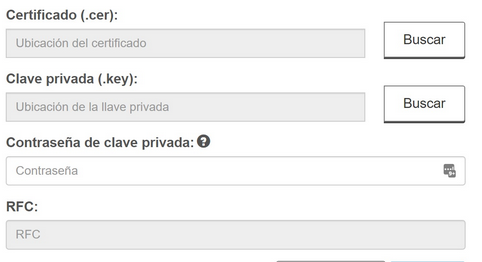 Certificado (.cer):
Ubicación del certificado
Buscar
Clave privada (.key):
Ubicación de la llave privada
Buscar
Contraseña de clave privada: ?
Contraseña
RFC:
RFC